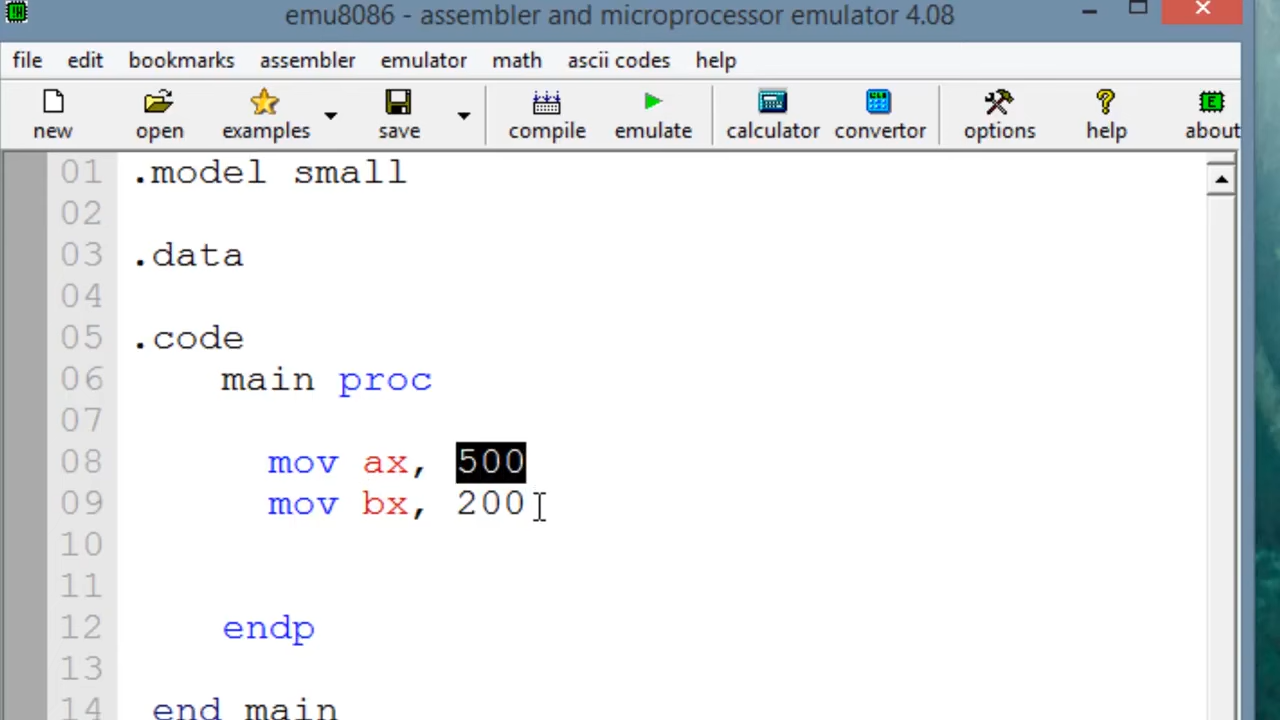 emu8086 - assembler and microprocessor emulator 4.08
file edit bookmarks assembler emulator math ascii codes help
new open examples save compile emulate calculator convertor options help about
01 .model small
02
03 .data
04
05 .code
06 main proc
07
08 mov ax, 500
09 mov bx, 200
10
11
12 endp
13
14 end main